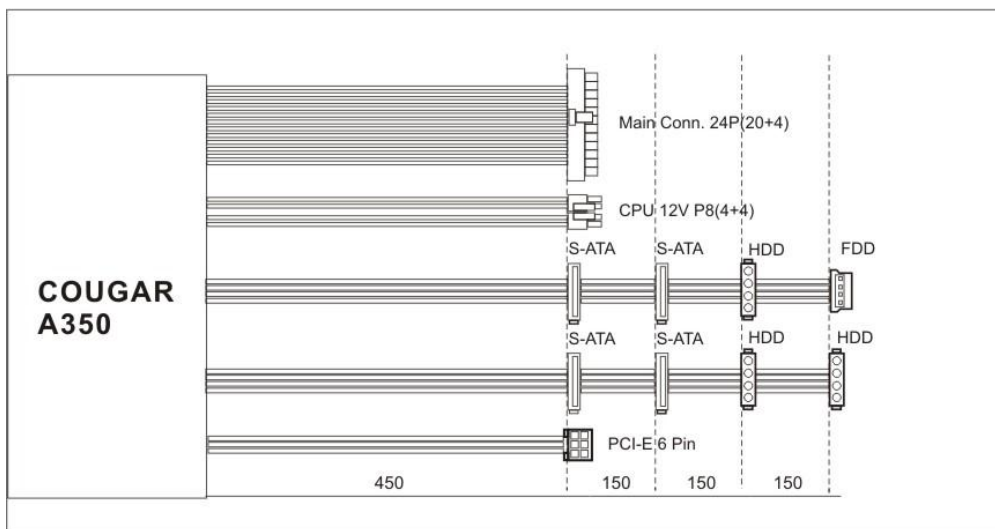 Main Conn. 24P(20+4)
CPU 12V P8(4+4)
S-ATA S-ATA HDD FDD
COUGAR
A350
S-ATA S-ATA HDD HDD
PCI-E 6 Pin
450 150 150 150